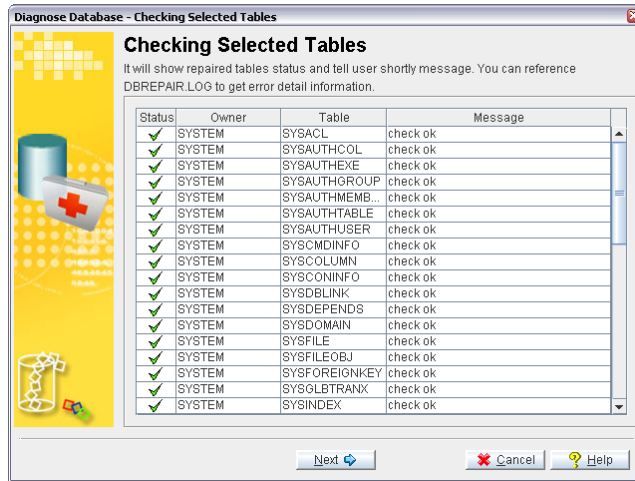 Diagnose Database - Checking Selected Tables
Checking Selected Tables
It will show repaired tables status and tell user shortly message. You can reference
DBREPAIR.LOG to get error detail information.
Status Owner Table Message
SYSTEM SYSACL check ok
SYSTEM SYSAUTHCOL check ok
SYSTEM SYSAUTHEXE check ok
SYSTEM SYSAUTHGROUP check ok
SYSTEM SYSAUTHMEMB... check ok
SYSTEM SYSAUTHTABLE check ok
SYSTEM SYSAUTHUSER check ok
SYSTEM SYSCMDINFO check ok
SYSTEM SYSCOLUMN check ok
SYSTEM SYSCONINFO check ok
SYSTEM SYSDBLINK check ok
SYSTEM SYSDEPENDS check ok
SYSTEM SYSDOMAIN check ok
SYSTEM SYSFILE check ok
SYSTEM SYSFILEOBJ check ok
SYSTEM SYSFOREIGNKEY check ok
SYSTEM SYSGLBTRANX check ok
SYSTEM SYSINDEX check ok
Next Cancel Help